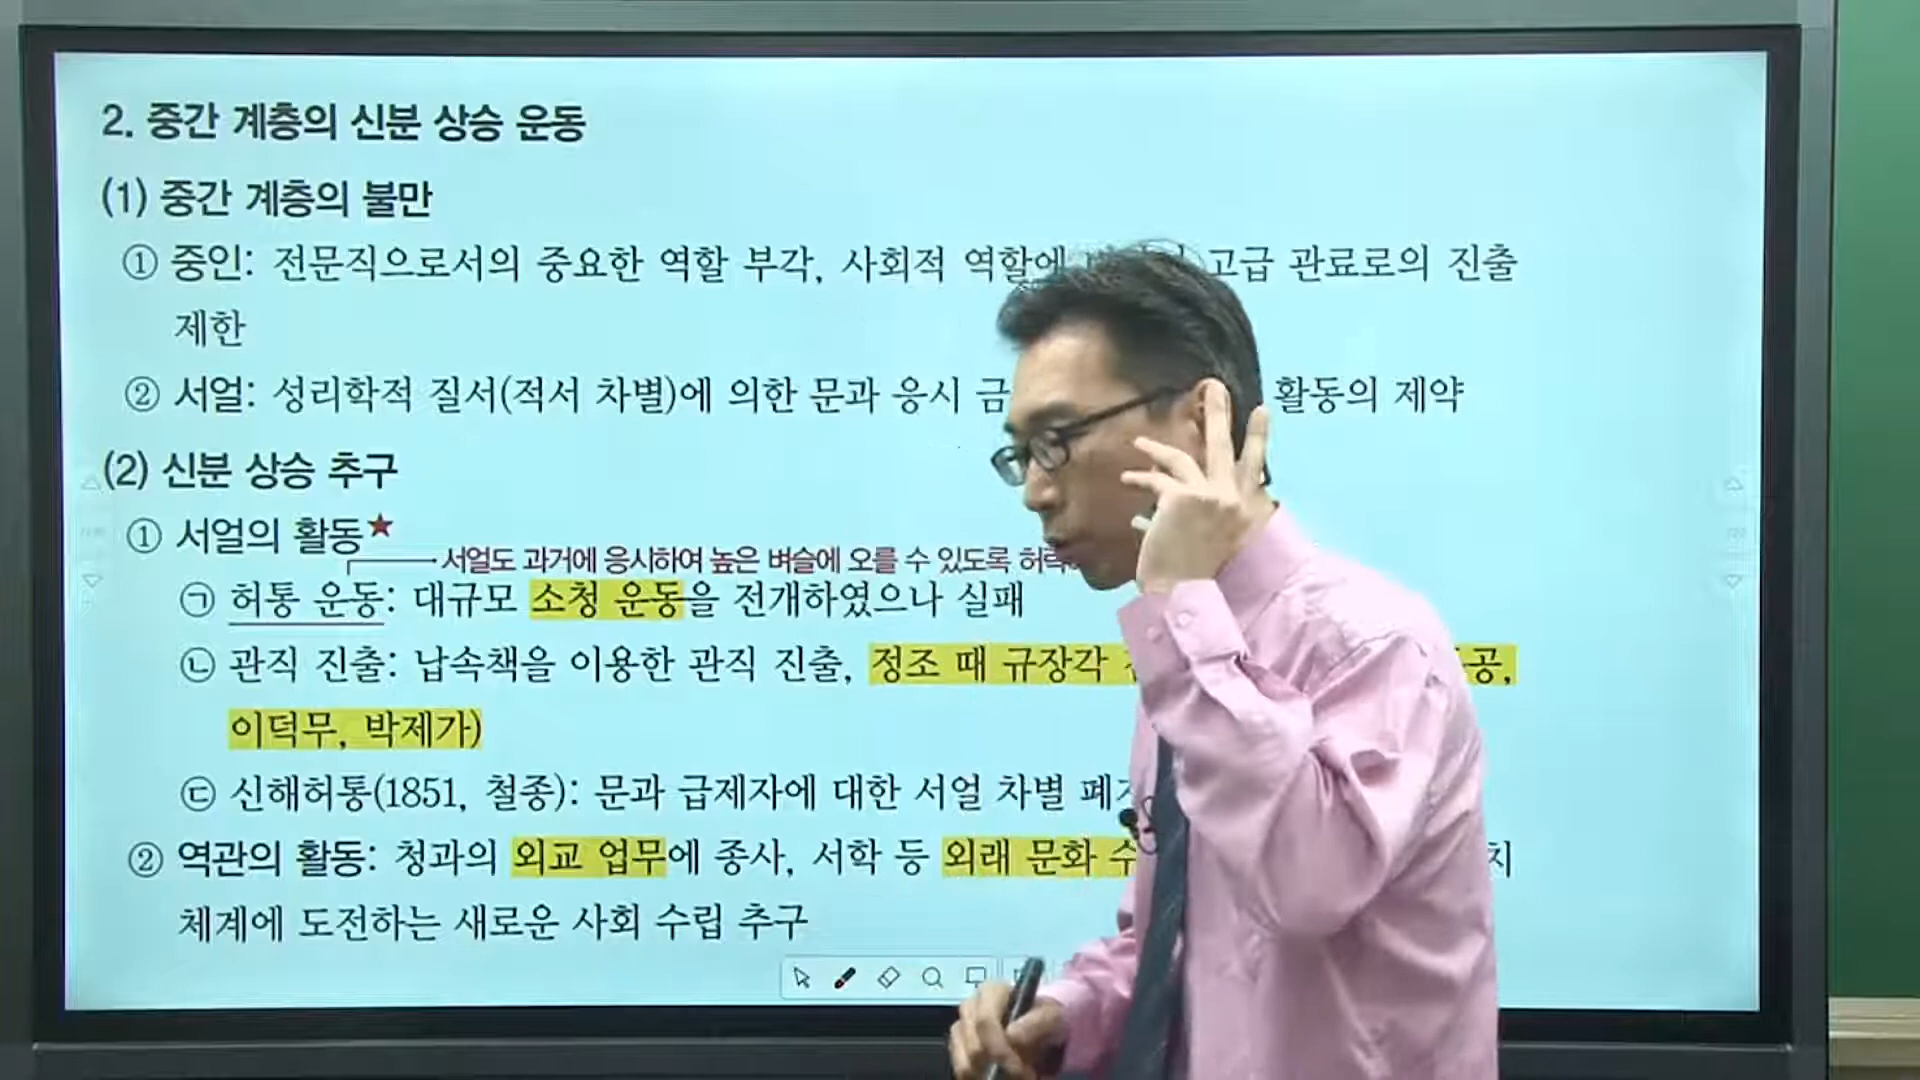 2. 중간 계층의 신분 상승 운동
(1) 중간 계층의 불만
① 중인: 전문직으로서의 중요한 역할 부각, 사회적 역할에 고급 관료로의 진출
제한
② 서얼: 성리학적 질서(적서 차별)에 의한 문과 응시 활동의 제약
(2) 신분 상승 추구
① 서얼의 활동★
서얼도 과거에 응시하여 높은 벼슬에 오를 수 있도록
㉠ 허통 운동: 대규모 소청 운동을 전개하였으나 실패
㉡ 관직 진출: 납속책을 이용한 관직 진출, 정조 때 규장각
이덕무, 박제가)
㉢ 신해허통(1851, 철종): 문과 급제자에 대한 서얼 차별
② 역관의 활동: 청과의 외교 업무에 종사, 서학 등 외래 문화
체계에 도전하는 새로운 사회 수립 추구